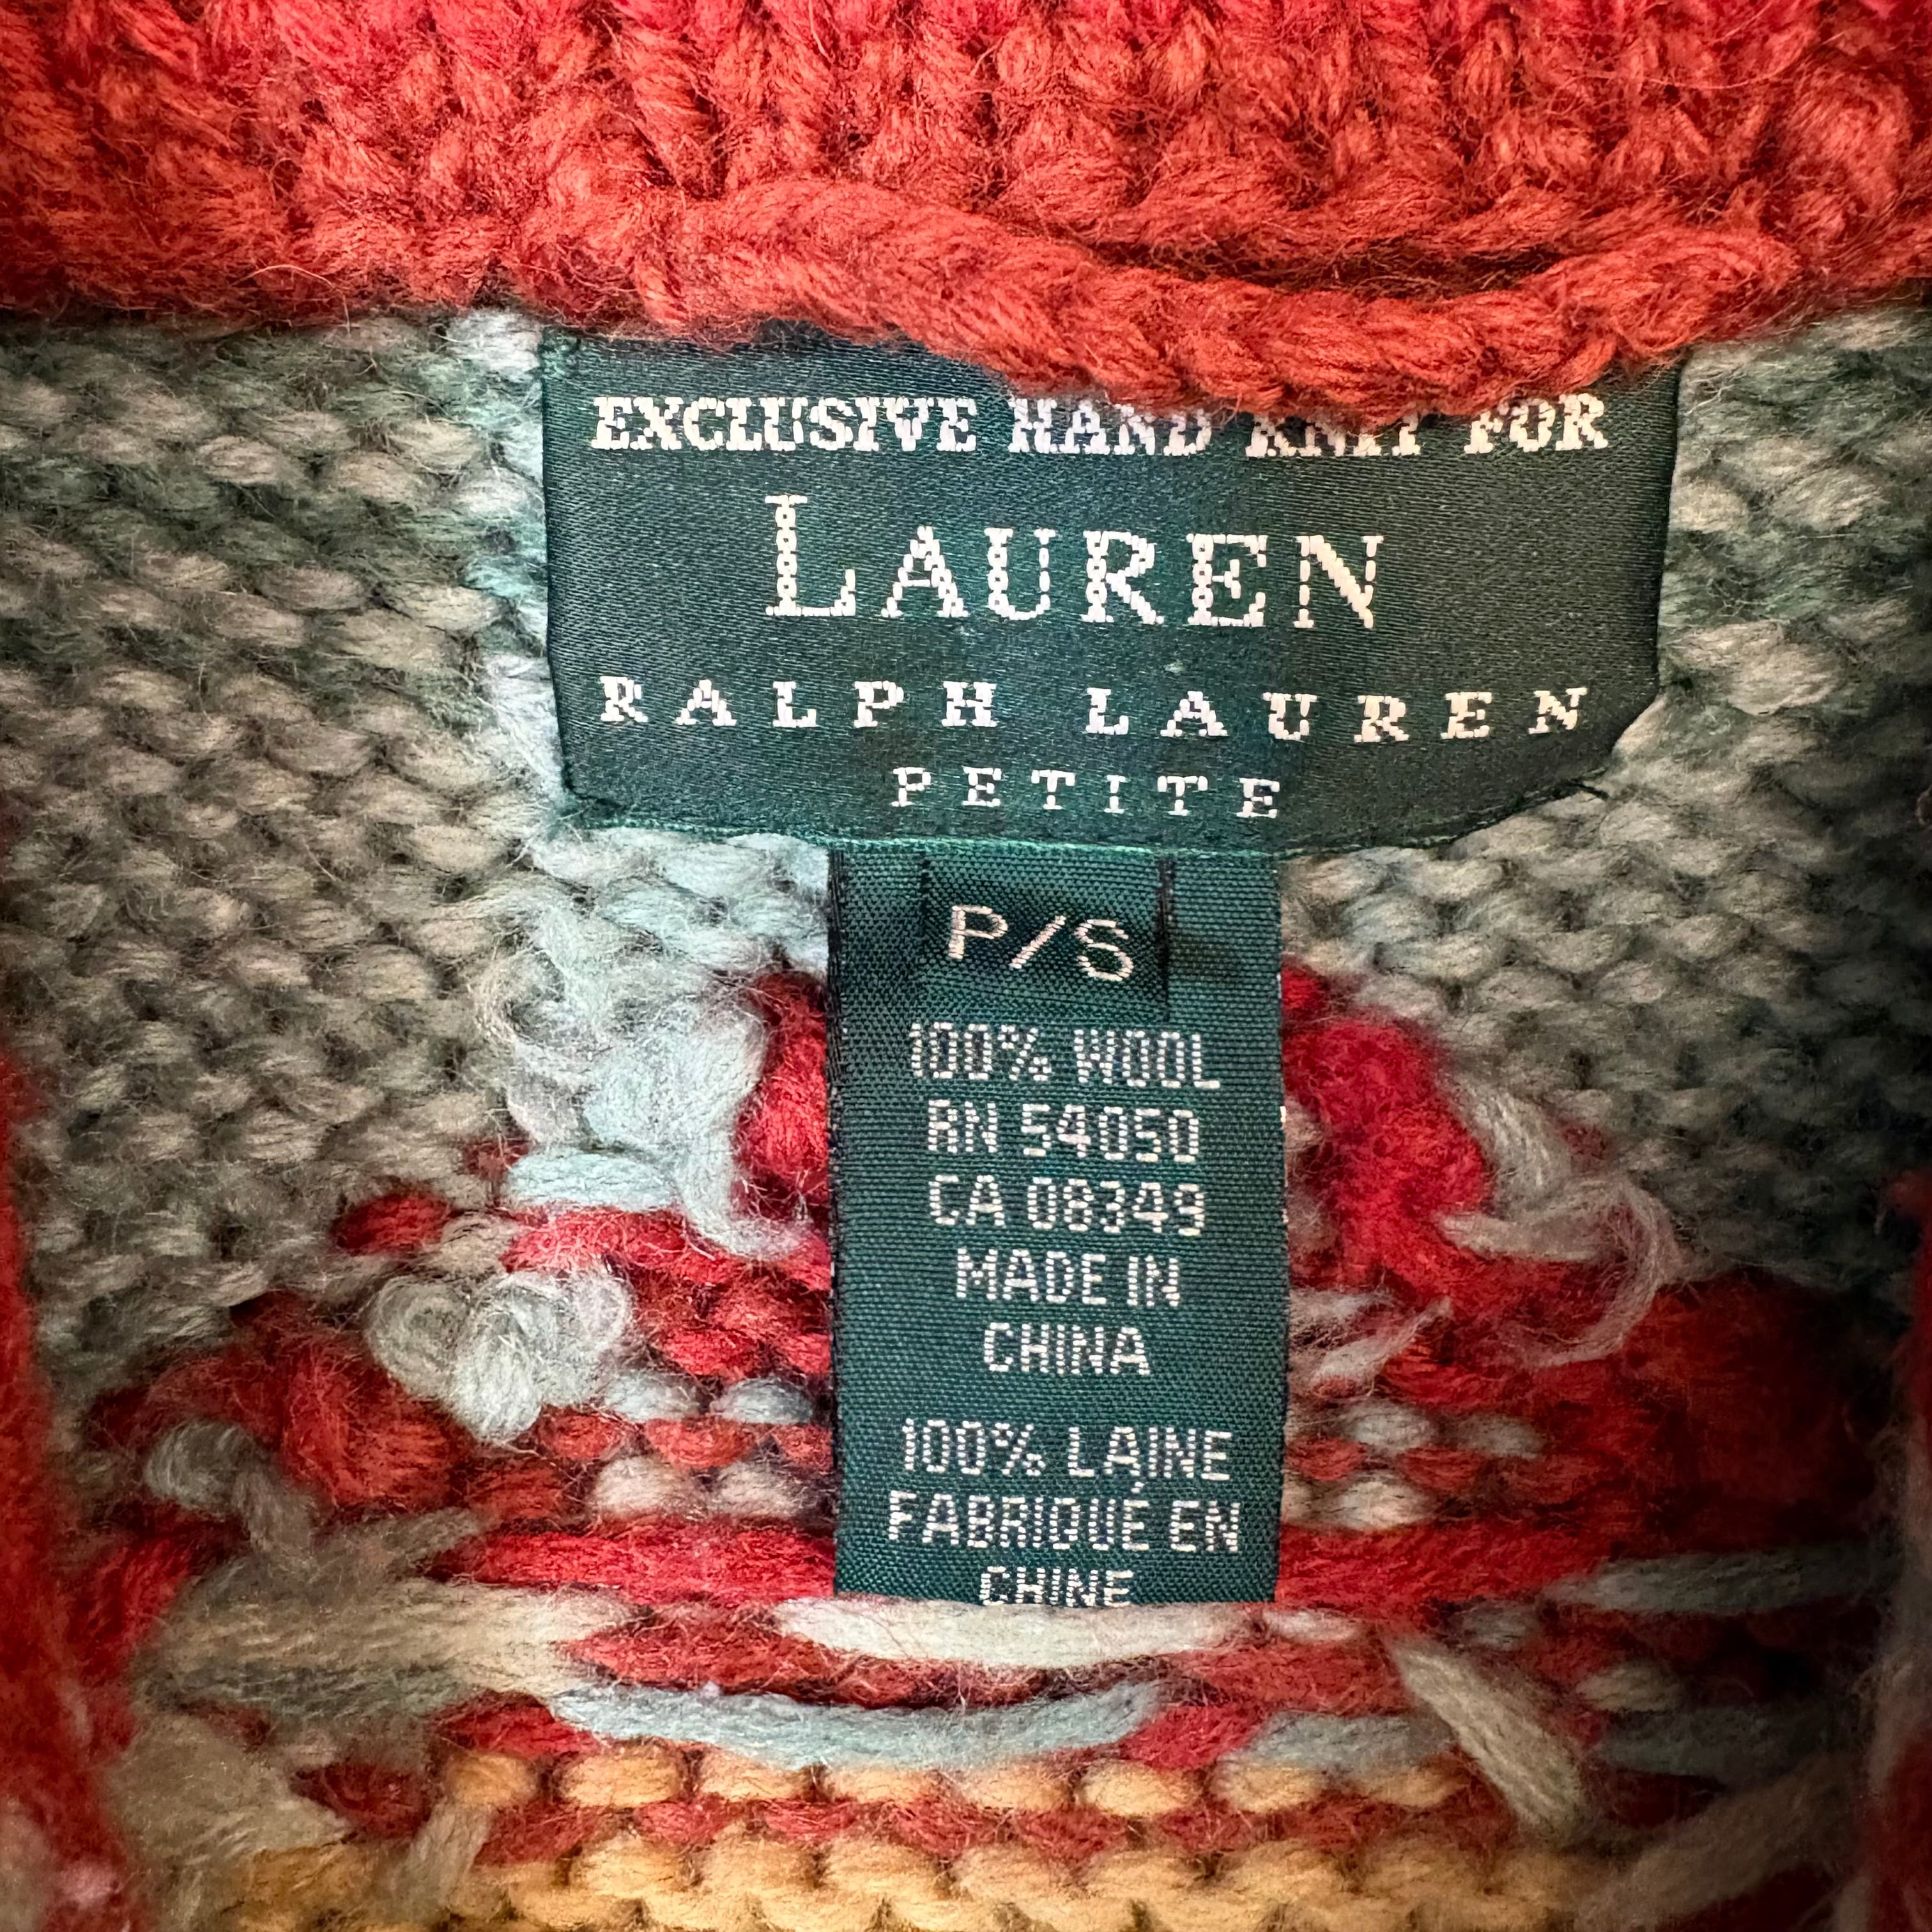 EXCLUSIVE HAND KNIT FOR
LAUREN
RALPH LAUREN
PETITE
P/S
100% WOOL
RN 54050
CA 08349
MADE IN
CHINA
100% LAINE
FABRIQUÉ EN
CHINE